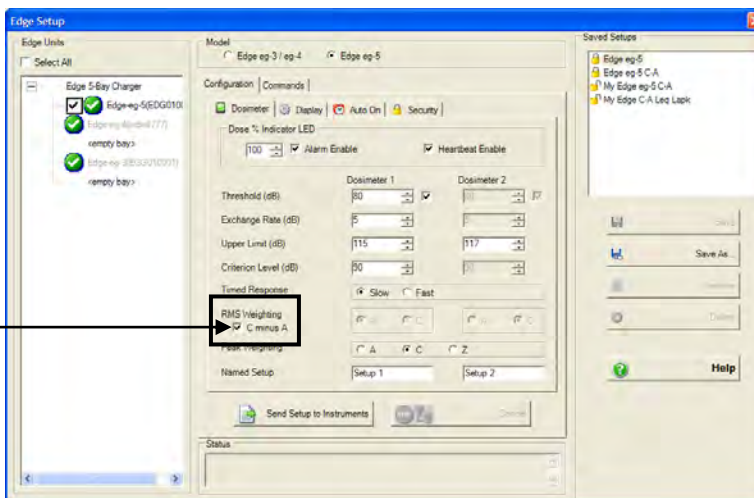 Edge Setup
Edge Units
Select All
Edge 5-Bay Charger
Edge-eg-5(EDG010
<empty bay>
<empty bay>
Model
Edge eg-3 / eg-4
Edge eg-5
Configuration
Commands
Dosimeter
Display
Auto On
Security
Dose % Indicator LED
100
Alarm Enable
Heartbeat Enable
Dosimeter 1
Dosimeter 2
Threshold (dB)
80
Exchange Rate (dB)
5
Upper Limit (dB)
115
117
Criterion Level (dB)
90
Timed Response
Slow
Fast
RMS Weighting
C minus A
Peak Weighting
A
C
Z
Named Setup
Setup 1
Setup 2
Send Setup to Instruments
Status
Saved Setups
Edge eg-5
Edge eg-5 C-A
My Edge eg-5 C-A
My Edge C-A Leq Lapk
Save As...
Help